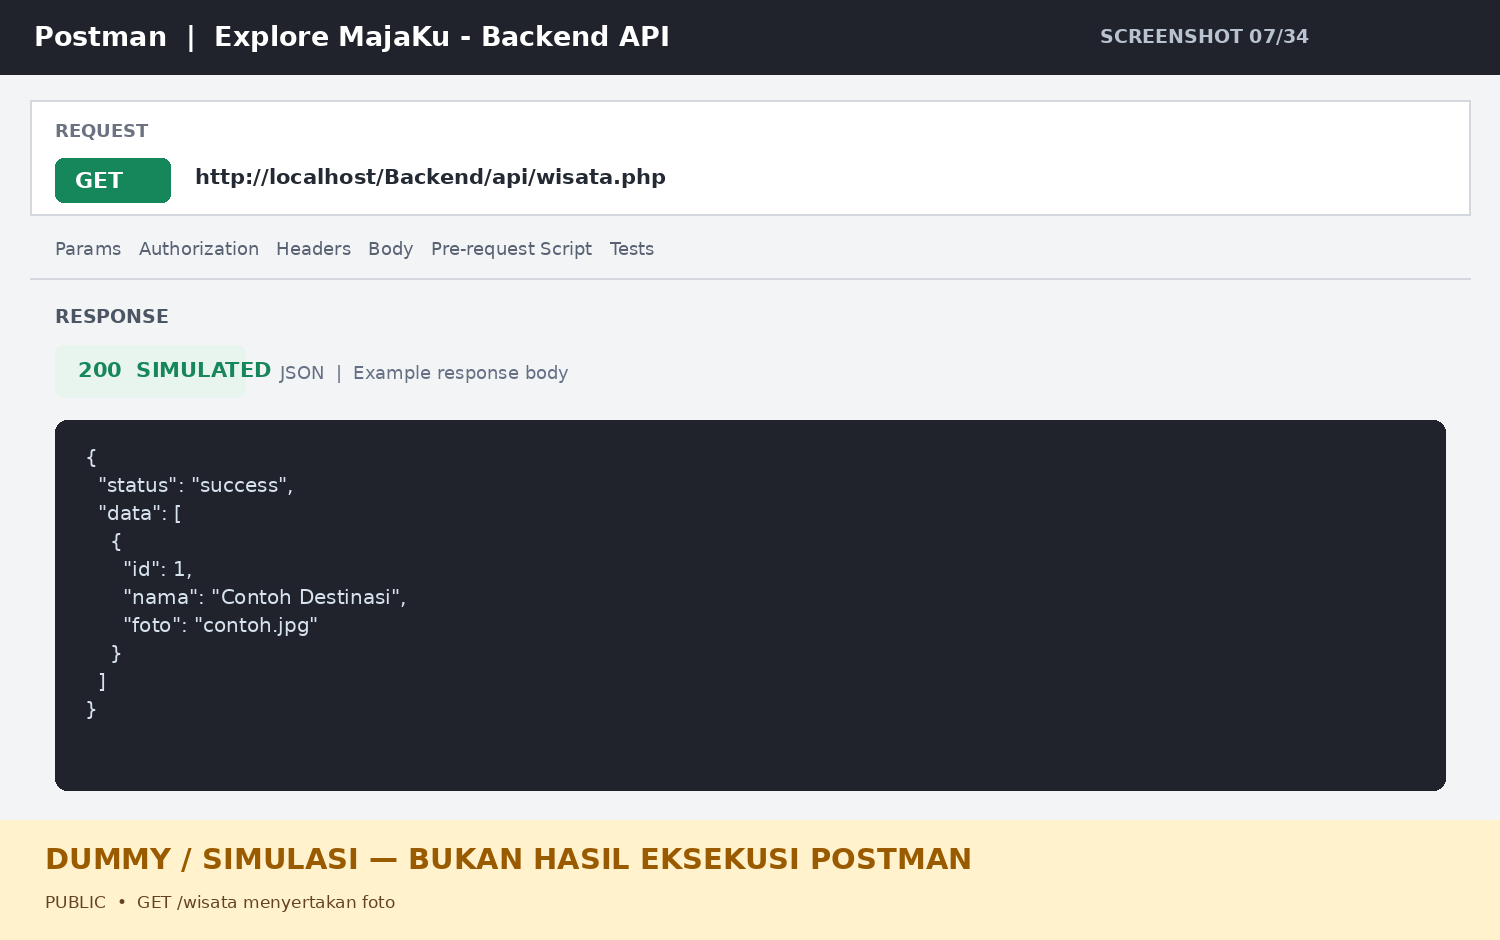 Postman | Explore MajaKu - Backend API
SCREENSHOT 07/34
REQUEST
GET http://localhost/Backend/api/wisata.php
Params Authorization Headers Body Pre-request Script Tests
RESPONSE
200 SIMULATED JSON | Example response body
{
  "status": "success",
  "data": [
    {
      "id": 1,
      "nama": "Contoh Destinasi",
      "foto": "contoh.jpg"
    }
  ]
}
DUMMY / SIMULASI — BUKAN HASIL EKSEKUSI POSTMAN
PUBLIC • GET /wisata menyertakan foto